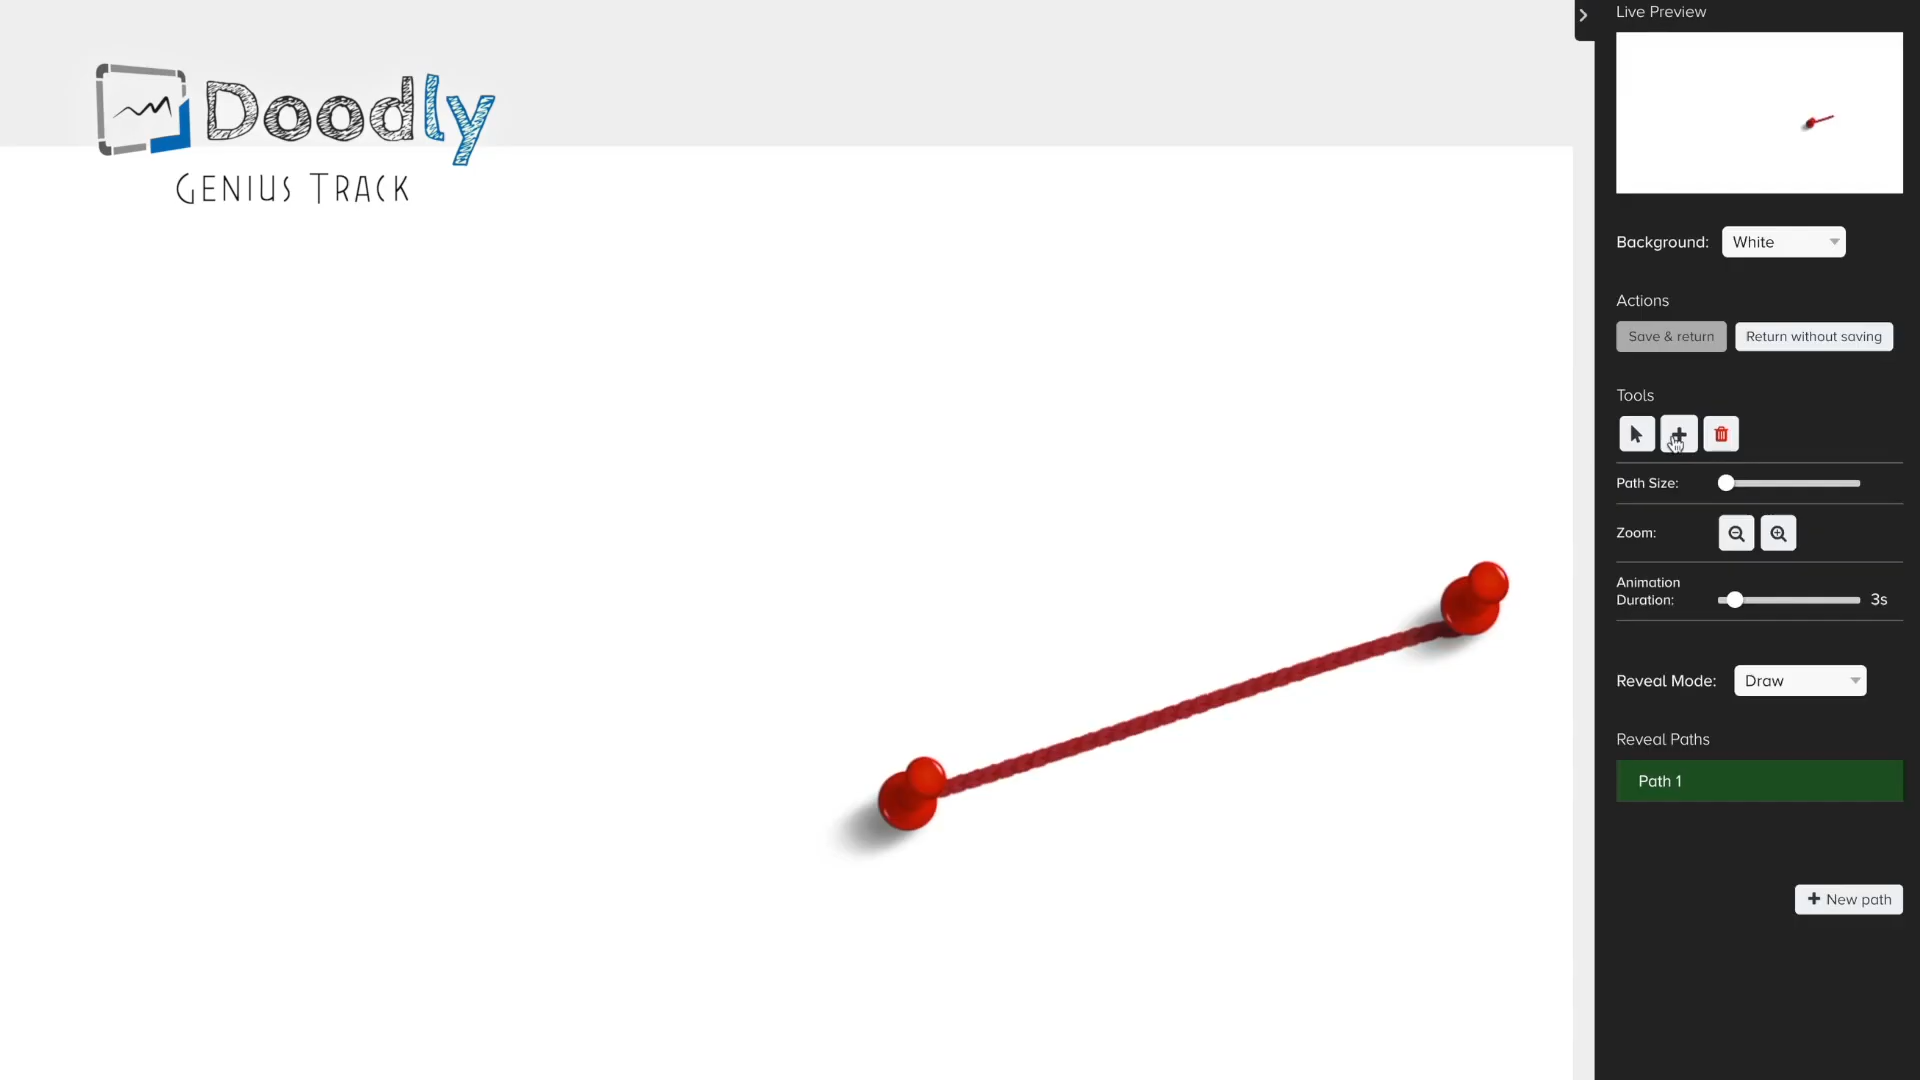 Doodly
GENIUS TRACK
Live Preview
Background: White
Actions
Save & return Return without saving
Tools
Path Size:
Zoom:
Animation
Duration: 3s
Reveal Mode: Draw
Reveal Paths
Path 1
New path